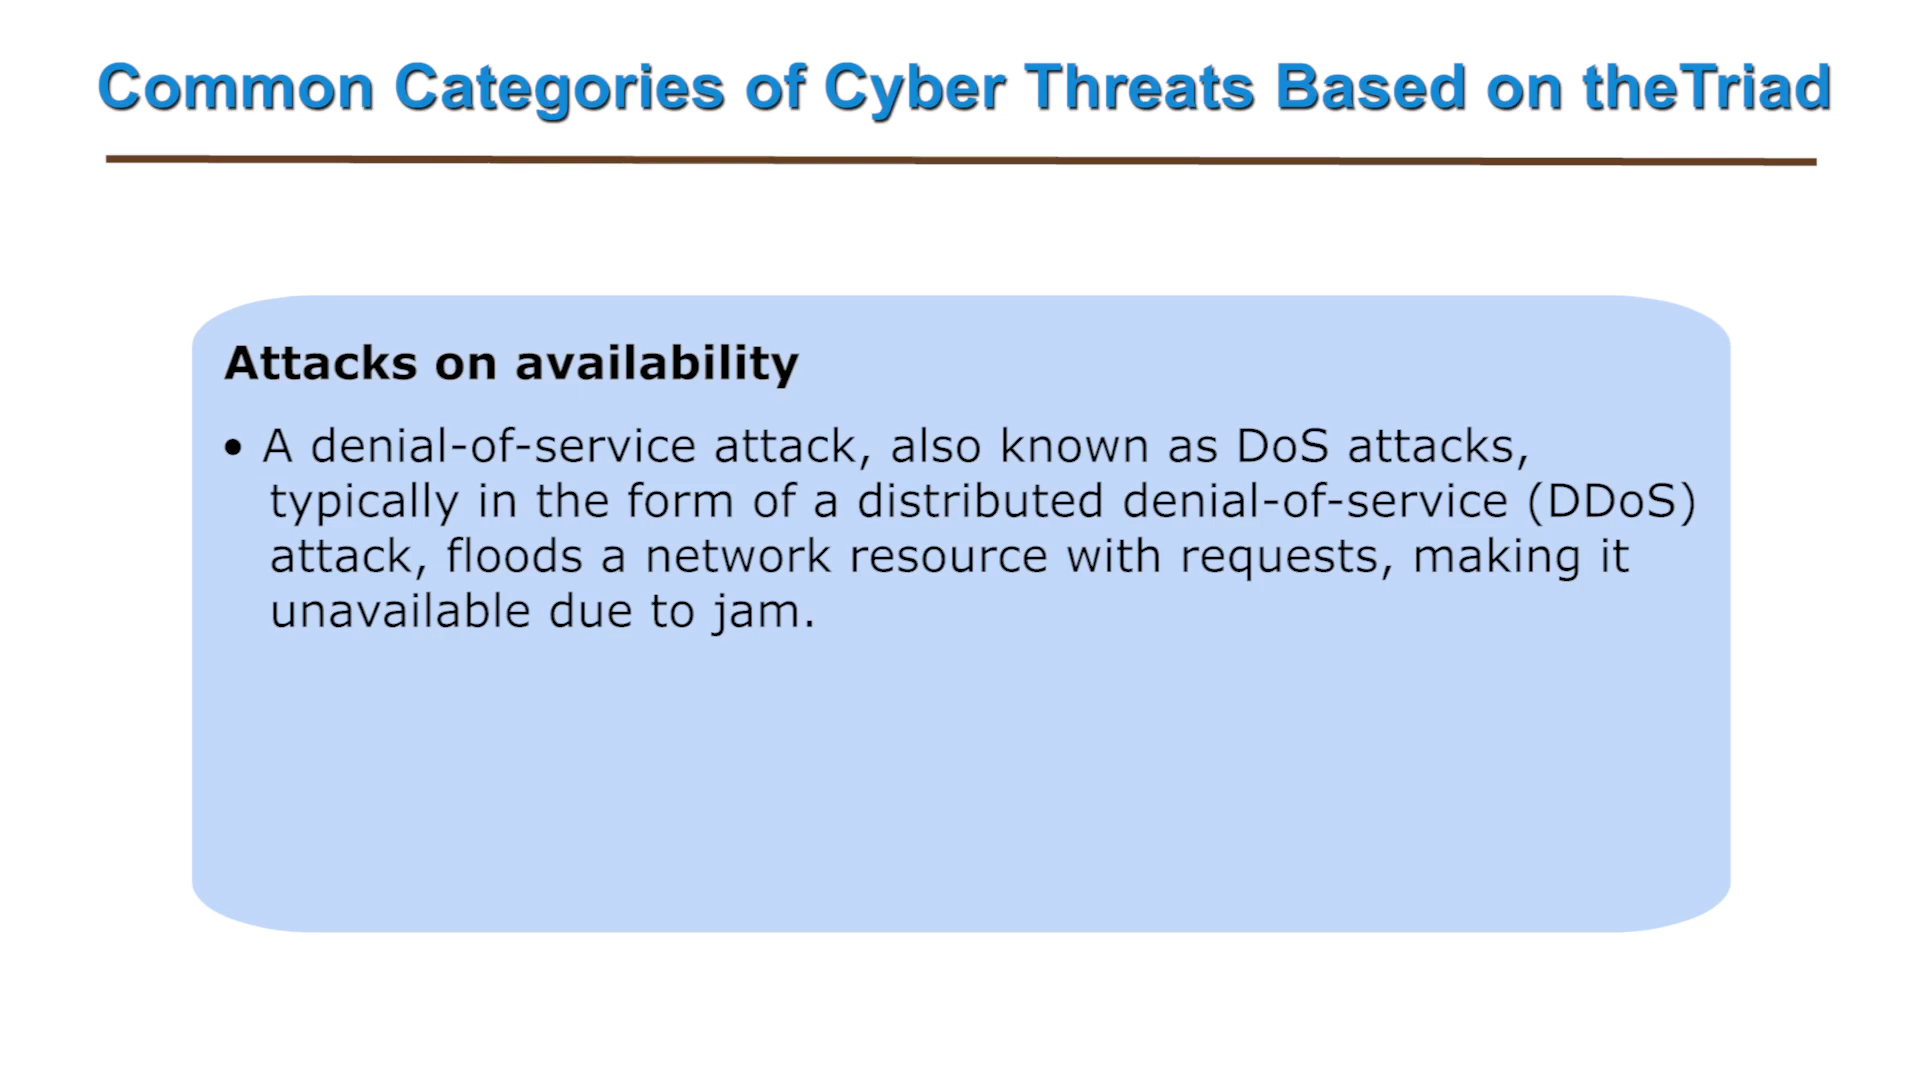 Common Categories of Cyber Threats Based on theTriad
Attacks on availability
• A denial-of-service attack, also known as DoS attacks,
typically in the form of a distributed denial-of-service (DDoS)
attack, floods a network resource with requests, making it
unavailable due to jam.